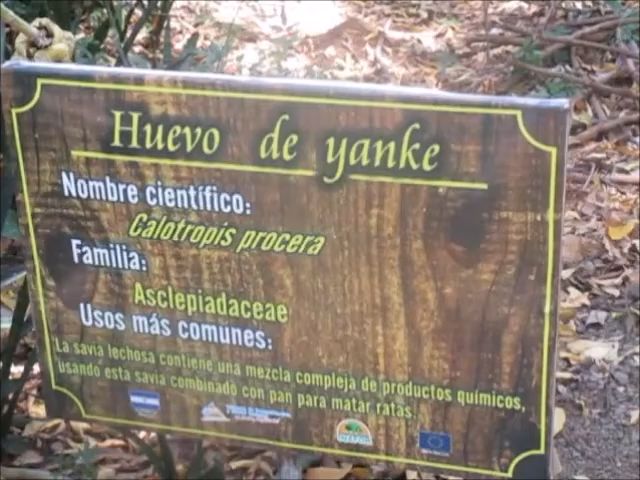 Huevo de yanke
Nombre científico:
Calotropis procera
Familia:
Asclepiadaceae
Usos más comunes:
La savia lechosa contiene una mezcla compleja de productos químicos,
usando esta savia combinado con pan para matar ratas.